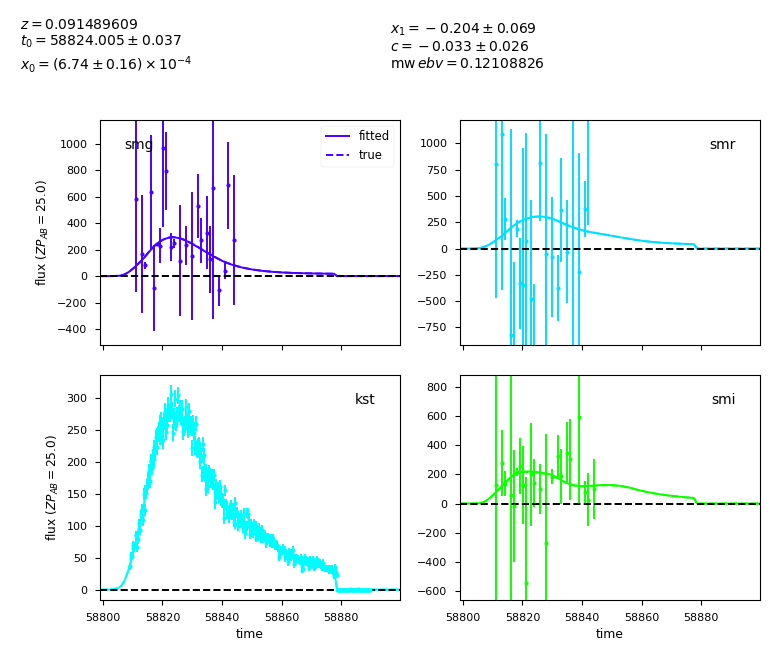 z = 0.091489609
t₀ = 58824.005 ± 0.037
x₀ = (6.74 ± 0.16) × 10⁻⁴
x₁ = −0.204 ± 0.069
c = −0.033 ± 0.026
mw ebv = 0.12108826
smg
fitted
true
1000
800
600
400
200
0
−200
−400
flux (ZP_AB = 25.0)
smr
1000
750
500
250
0
−250
−500
−750
kst
300
250
200
150
100
50
0
flux (ZP_AB = 25.0)
58800 58820 58840 58860 58880
time
smi
800
600
400
200
0
−200
−400
−600
58800 58820 58840 58860 58880
time